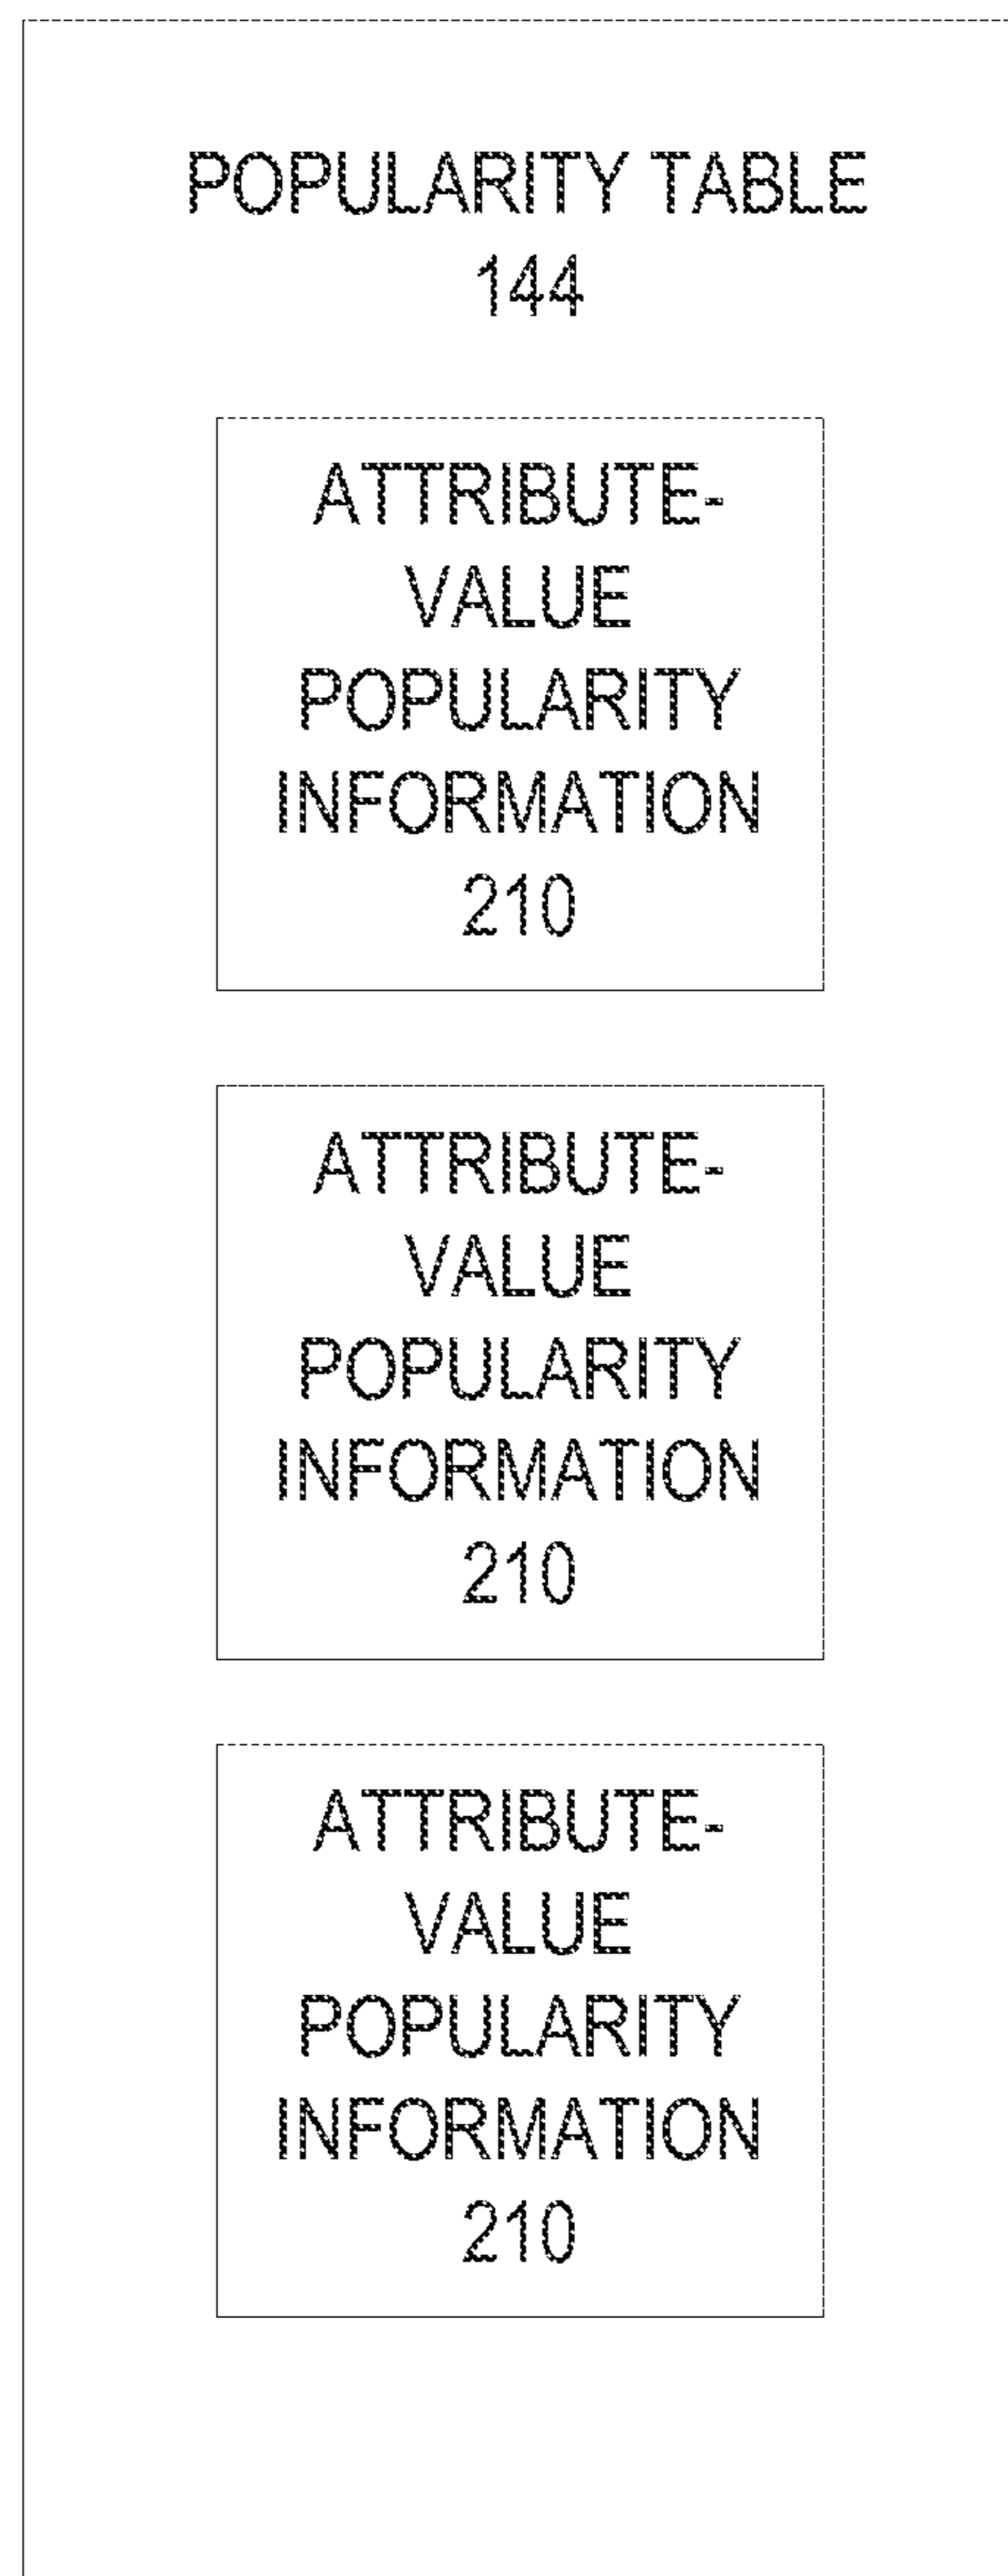 POPULARITY TABLE
144
ATTRIBUTE-
VALUE
POPULARITY
INFORMATION
210
ATTRIBUTE-
VALUE
POPULARITY
INFORMATION
210
ATTRIBUTE-
VALUE
POPULARITY
INFORMATION
210